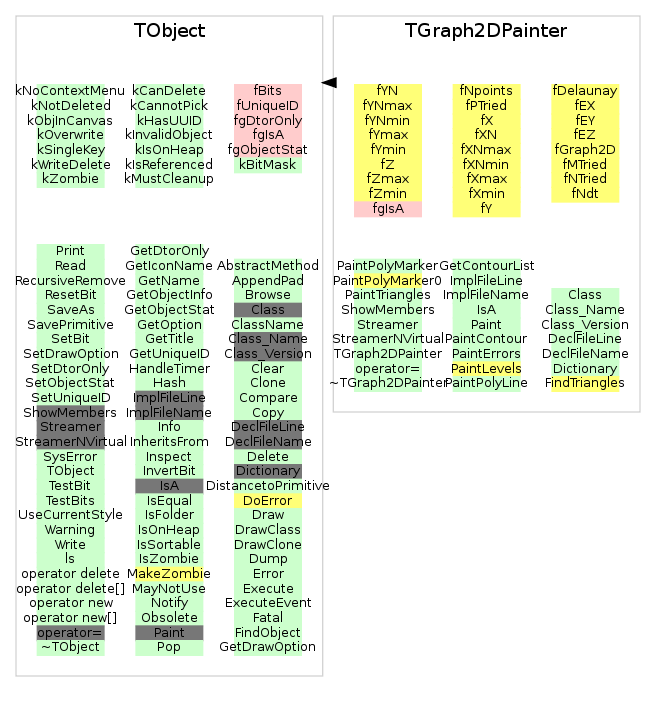 TObject
kNoContextMenu kCanDelete fBits
kNotDeleted kCannotPick fUniqueID
kObjInCanvas kHasUUID fgDtorOnly
kOverwrite kInvalidObject fgIsA
kSingleKey kIsOnHeap fgObjectStat
kWriteDelete kIsReferenced kBitMask
kZombie kMustCleanup
Print GetDtorOnly
Read GetIconName AbstractMethod
RecursiveRemove GetName AppendPad
ResetBit GetObjectInfo Browse
SaveAs GetObjectStat Class
SavePrimitive GetOption ClassName
SetBit GetTitle Class_Name
SetDrawOption GetUniqueID Class_Version
SetDtorOnly HandleTimer Clear
SetObjectStat Hash Clone
SetUniqueID ImplFileLine Compare
ShowMembers ImplFileName Copy
Streamer Info DeclFileLine
StreamerNVirtual InheritsFrom DeclFileName
SysError Inspect Delete
TObject InvertBit Dictionary
TestBit IsA DistancetoPrimitive
TestBits IsEqual DoError
UseCurrentStyle IsFolder Draw
Warning IsOnHeap DrawClass
Write IsSortable DrawClone
ls IsZombie Dump
operator delete MakeZombie Error
operator delete[] MayNotUse Execute
operator new Notify ExecuteEvent
operator new[] Obsolete Fatal
operator= Paint FindObject
~TObject Pop GetDrawOption
TGraph2DPainter
fYN fNpoints fDelaunay
fYNmax fPTried fEX
fYNmin fX fEY
fYmax fXN fEZ
fYmin fXNmax fGraph2D
fZ fXNmin fMTried
fZmax fXmax fNTried
fZmin fXmin fNdt
fgIsA fY
PaintPolyMarker GetContourList
PaintPolyMarker0 ImplFileLine
PaintTriangles ImplFileName Class
ShowMembers IsA Class_Name
Streamer Paint Class_Version
StreamerNVirtual PaintContour DeclFileLine
TGraph2DPainter PaintErrors DeclFileName
operator= PaintLevels Dictionary
~TGraph2DPainter PaintPolyLine FindTriangles